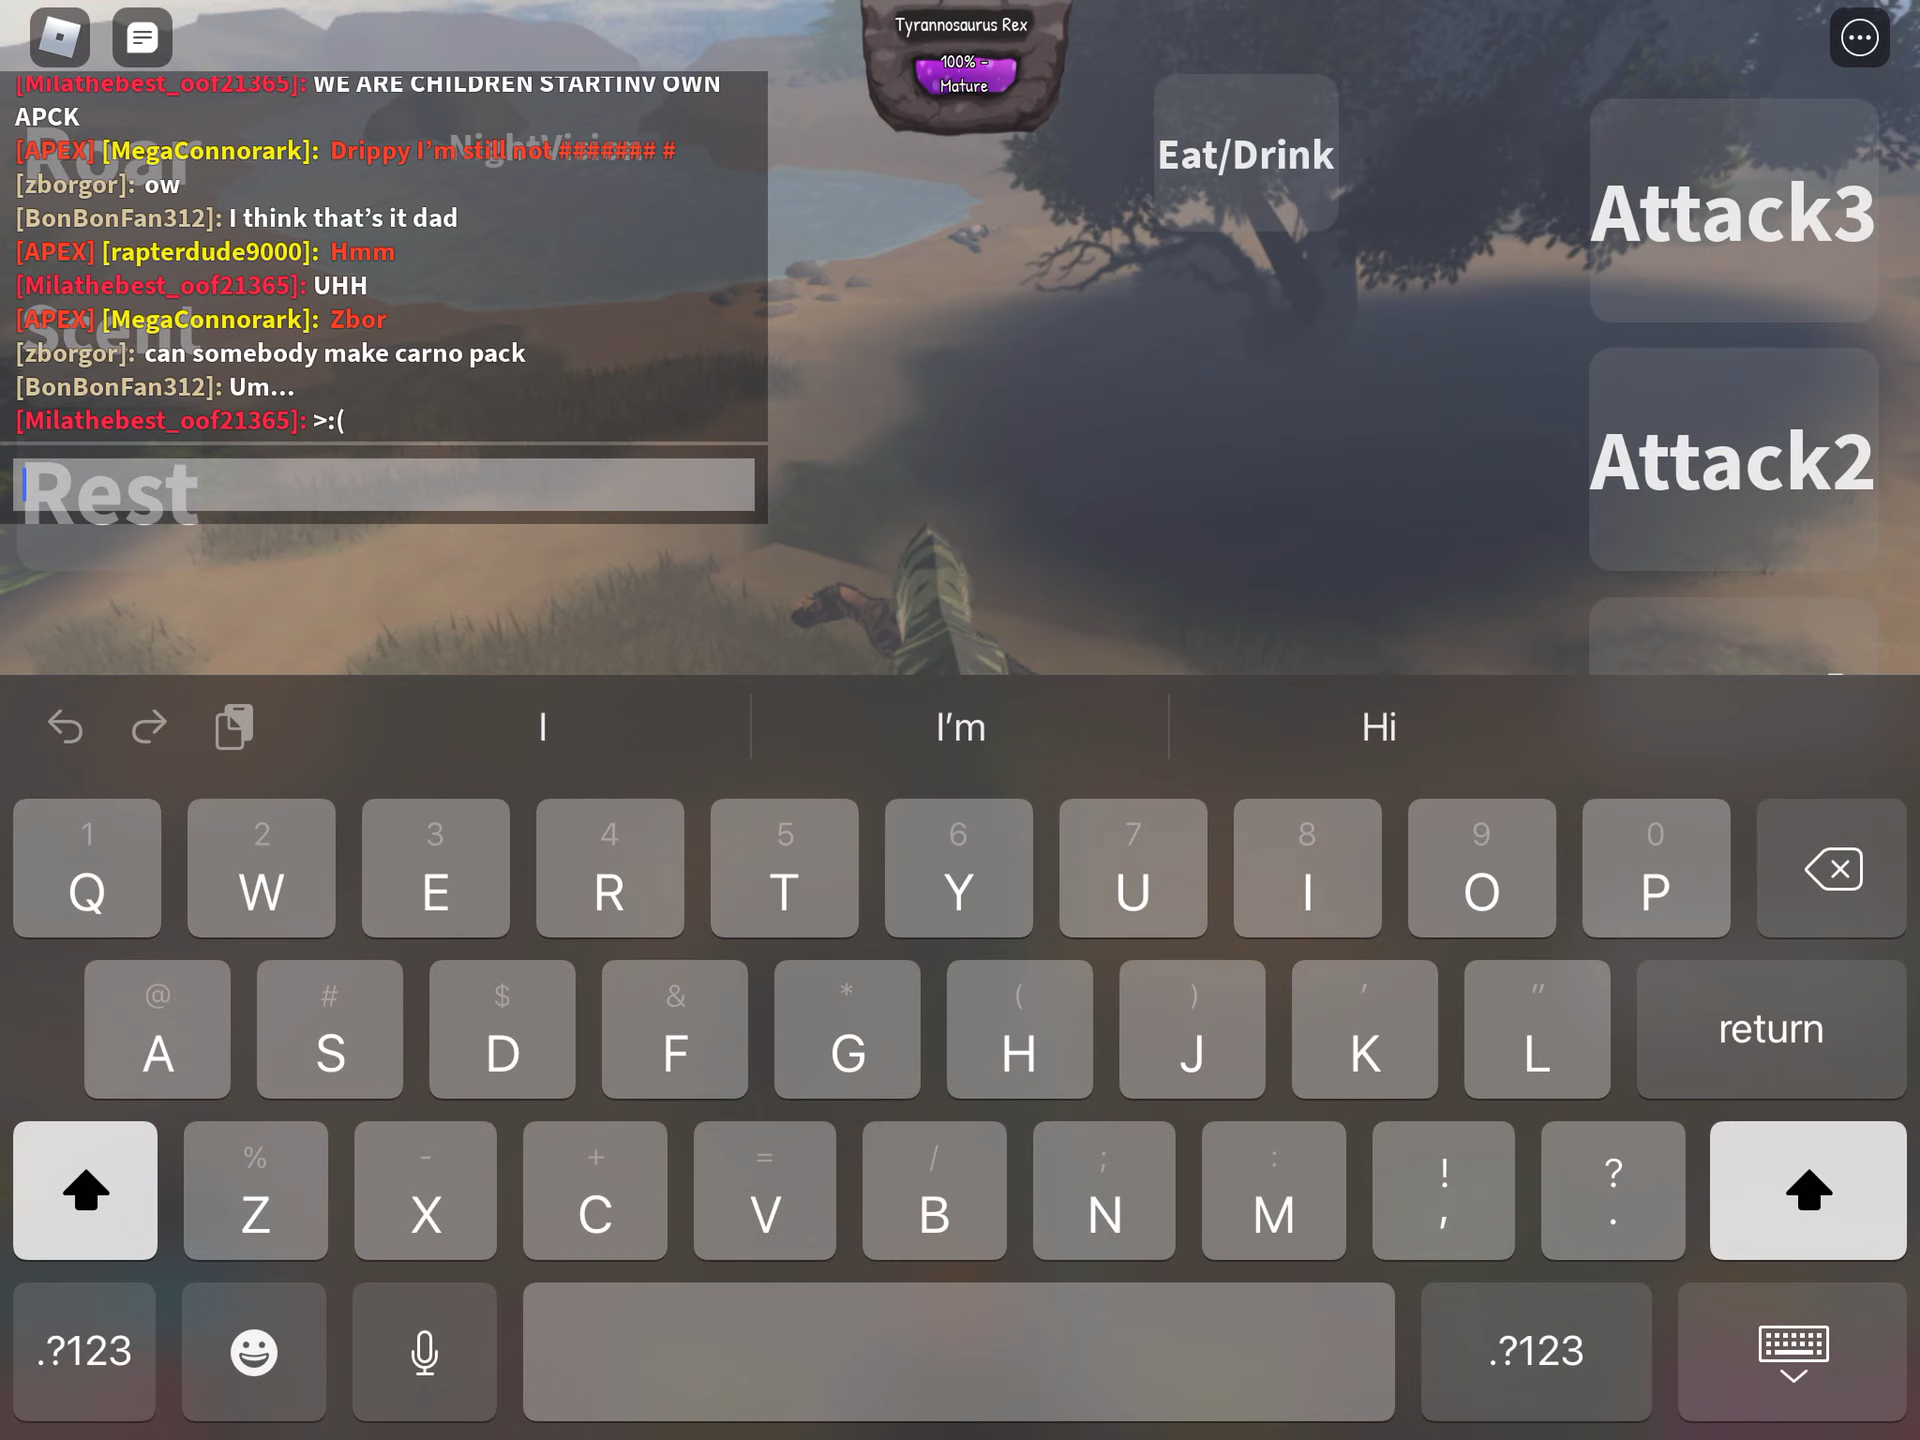 Tyrannosaurus Rex
100% -
Mature
[Milathebest_oof21365]: WE ARE CHILDREN STARTINV OWN
APCK
[APEX] [MegaConnorark]: Drippy I'm still not ####### #
[zborgor]: ow
[BonBonFan312]: I think that's it dad
[APEX] [rapterdude9000]: Hmm
[Milathebest_oof21365]: UHH
[APEX] [MegaConnorark]: Zbor
[zborgor]: can somebody make carno pack
[BonBonFan312]: Um...
[Milathebest_oof21365]: >:(
Roar
NightVision
Scent
Rest
Eat/Drink
Attack3
Attack2
I I'm Hi
1 2 3 4 5 6 7 8 9 0
Q W E R T Y U I O P
@ # $ & * ( ) ' "
A S D F G H J K L return
% - + = / ; : ! ?
Z X C V B N M , .
.?123 .?123